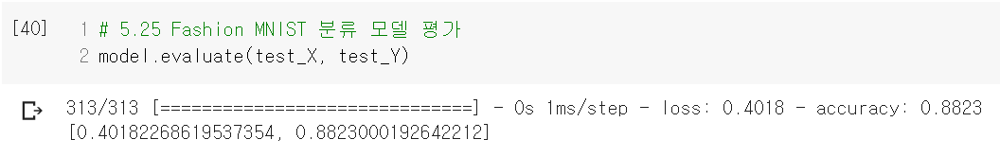 [40] 1 # 5.25 Fashion MNIST 분류 모델 평가
2 model.evaluate(test_X, test_Y)
313/313 [==============================] - 0s 1ms/step - loss: 0.4018 - accuracy: 0.8823
[0.40182268619537354, 0.8823000192642212]